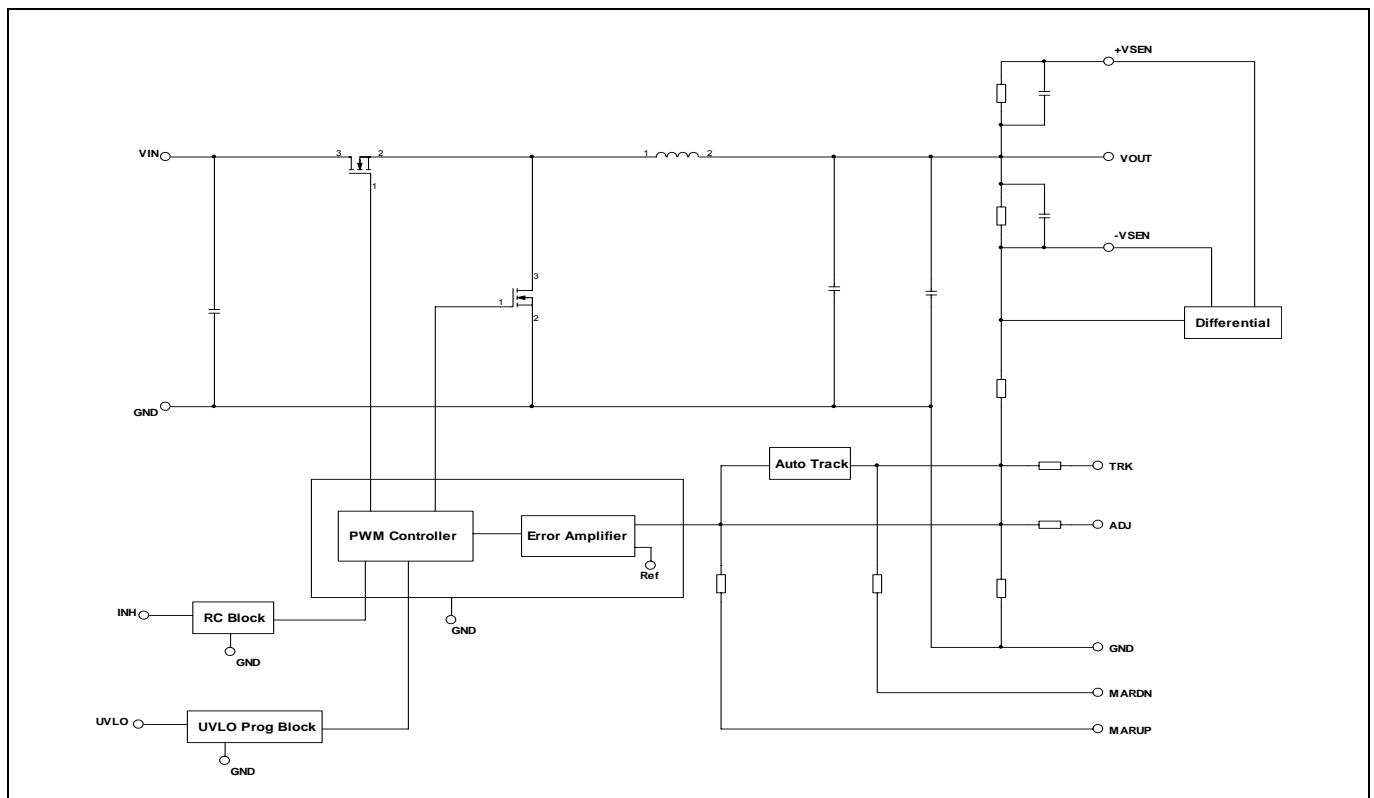 +VSEN
VIN
3
2
1
1
2
VOUT
-VSEN
3
1
2
Differential
GND
Auto Track
TRK
PWM Controller
Error Amplifier
ADJ
Ref
INH
RC Block
GND
GND
GND
MARDN
UVLO
UVLO Prog Block
MARUP
GND